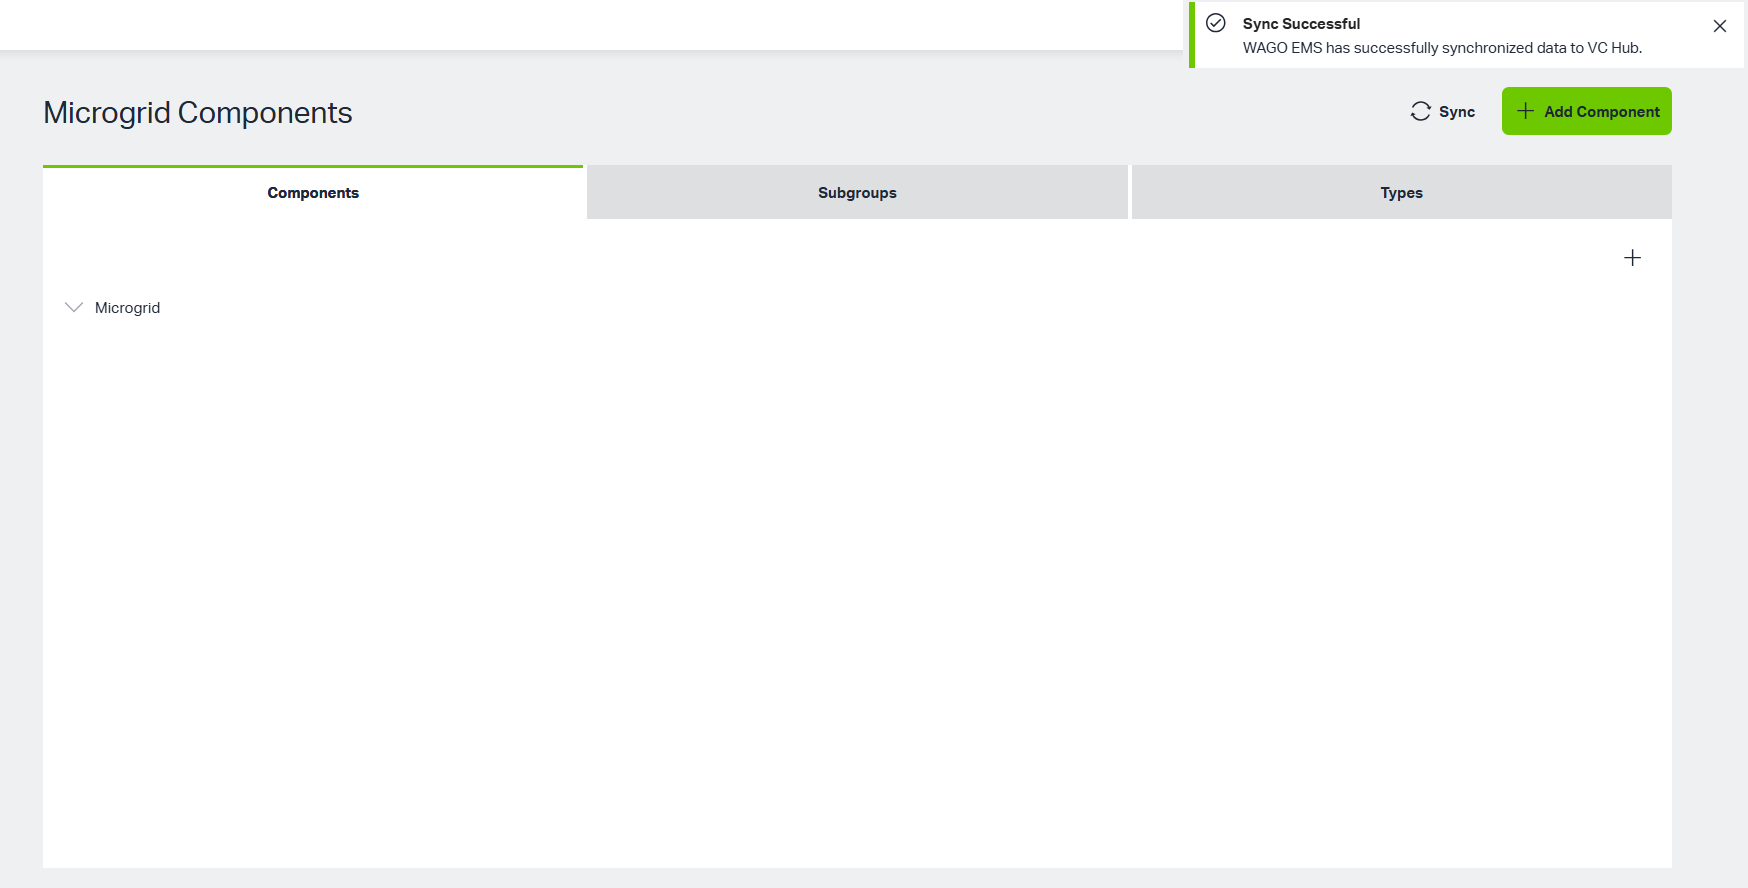 Sync Successful
WAGO EMS has successfully synchronized data to VC Hub.
Microgrid Components
Sync
Add Component
Components
Subgroups
Types
Microgrid